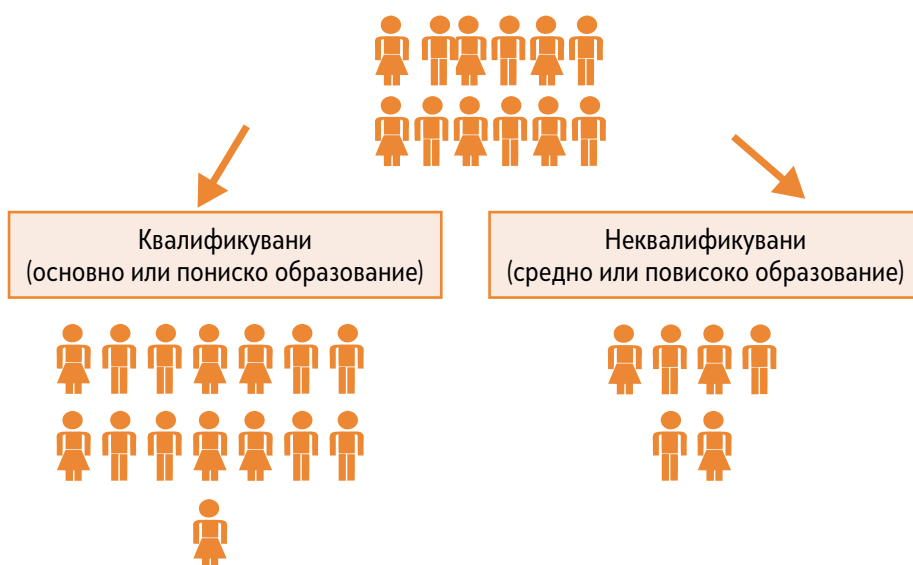 Квалификувани
(основно или пониско образование)
Неквалификувани
(средно или повисоко образование)